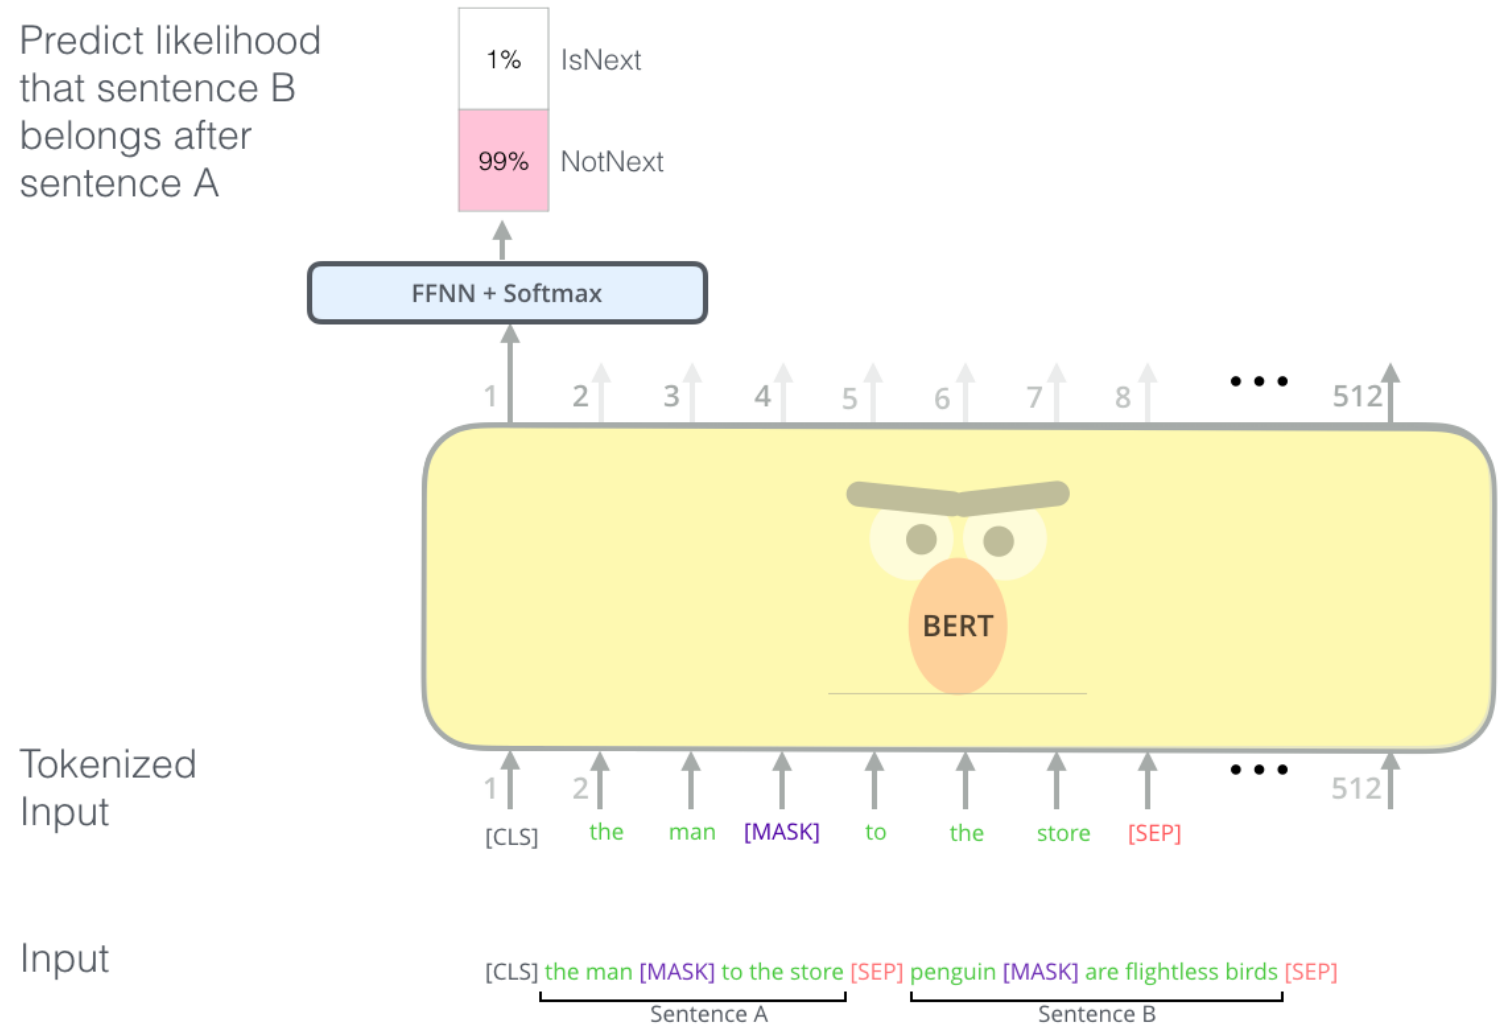 Predict likelihood
that sentence B
belongs after
sentence A
1% IsNext
99% NotNext
FFNN + Softmax
1 2 3 4 5 6 7 8 ••• 512
BERT
Tokenized
Input
1 2 ••• 512
[CLS] the man [MASK] to the store [SEP]
Input
[CLS] the man [MASK] to the store [SEP] penguin [MASK] are flightless birds [SEP]
Sentence A Sentence B